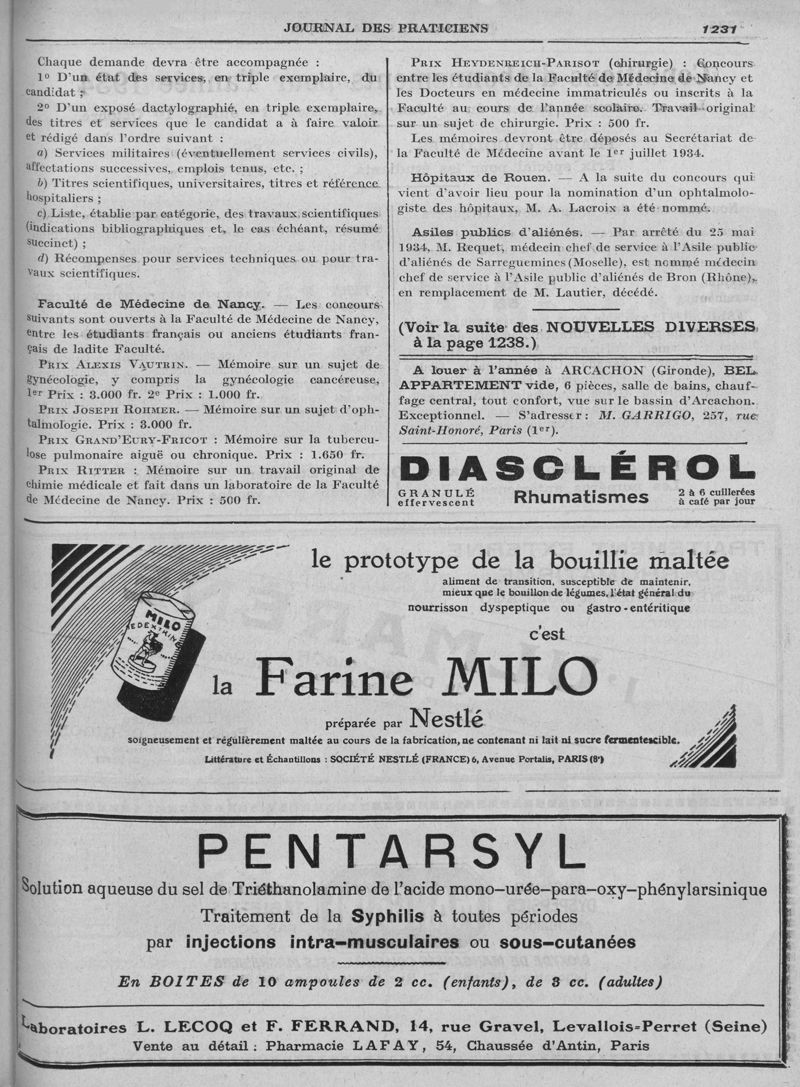 JOURNAL DES PRATICIENS 1231
Chaque demande devra être accompagnée :
1º D'un état des services, en triple exemplaire, du
candidat ;
2º D'un exposé dactylographié, en triple exemplaire,
des titres et services que le candidat a à faire valoir
et rédigé dans l'ordre suivant :
a) Services militaires (éventuellement services civils),
affectations successives, emplois tenus, etc. ;
b) Titres scientifiques, universitaires, titres et référence
hospitaliers ;
c) Liste, établie par catégorie, des travaux scientifiques
(indications bibliographiques et, le cas échéant, résumé
succinct) ;
d) Récompenses pour services techniques ou pour tra-
vaux scientifiques.
Faculté de Médecine de Nancy. — Les concours
suivants sont ouverts à la Faculté de Médecine de Nancy,
entre les étudiants français ou anciens étudiants fran-
çais de ladite Faculté.
PRIX ALEXIS VAUTRIN. — Mémoire sur un sujet de
gynécologie, y compris la gynécologie cancéreuse,
1er Prix : 3.000 fr. 2e Prix : 1.000 fr.
PRIX JOSEPH ROHMER. — Mémoire sur un sujet d'oph-
talmologie. Prix : 3.000 fr.
PRIX GRAND'EURY-FRICOT : Mémoire sur la tubercu-
lose pulmonaire aiguë ou chronique. Prix : 1.650 fr.
PRIX RITTER : Mémoire sur un travail original de
chimie médicale et fait dans un laboratoire de la Faculté
de Médecine de Nancy. Prix : 500 fr.
PRIX HEYDENREICH-PARISOT (chirurgie) : Concours
entre les étudiants de la Faculté de Médecine de Nancy et
les Docteurs en médecine immatriculés ou inscrits à la
Faculté au cours de l'année scolaire. Travail original
sur un sujet de chirurgie. Prix : 500 fr.
Les mémoires devront être déposés au Secrétariat de
la Faculté de Médecine avant le 1er juillet 1934.
Hôpitaux de Rouen. — A la suite du concours qui
vient d'avoir lieu pour la nomination d'un ophtalmolo-
giste des hôpitaux, M. A. Lacroix a été nommé.
Asiles publics d'aliénés. — Par arrêté du 25 mai
1934, M. Requet, médecin chef de service à l'Asile public
d'aliénés de Sarreguemines (Moselle), est nommé médecin
chef de service à l'Asile public d'aliénés de Bron (Rhône),
en remplacement de M. Lautier, décédé.
(Voir la suite des NOUVELLES DIVERSES
à la page 1238.)
A louer à l'année à ARCACHON (Gironde), BEL
APPARTEMENT vide, 6 pièces, salle de bains, chauf-
fage central, tout confort, vue sur le bassin d'Arcachon.
Exceptionnel. — S'adresser : M. GARRIGO, 257, rue
Saint-Honoré, Paris (1er).
DIASCLÉROL
GRANULÉ
effervescent
Rhumatismes
2 à 6 cuillerées
à café par jour
le prototype de la bouillie maltée
aliment de transition, susceptible de maintenir,
mieux que le bouillon de légumes, l'état général du
nourrisson dyspeptique ou gastro-entéritique
c'est
MILO
la Farine MILO
préparée par Nestlé
soigneusement et régulièrement maltée au cours de la fabrication, ne contenant ni lait ni sucre fermentescible.
Littérature et Échantillons : SOCIÉTÉ NESTLÉ (FRANCE) 6, Avenue Portalis, PARIS (8e)
PENTARSYL
Solution aqueuse du sel de Triéthanolamine de l'acide mono-urée-para-oxy-phénylarsinique
Traitement de la Syphilis à toutes périodes
par injections intra-musculaires ou sous-cutanées
En BOITES de 10 ampoules de 2 cc. (enfants), de 3 cc. (adultes)
Laboratoires L. LECOQ et F. FERRAND, 14, rue Gravel, Levallois-Perret (Seine)
Vente au détail : Pharmacie LAFAY, 54, Chaussée d'Antin, Paris